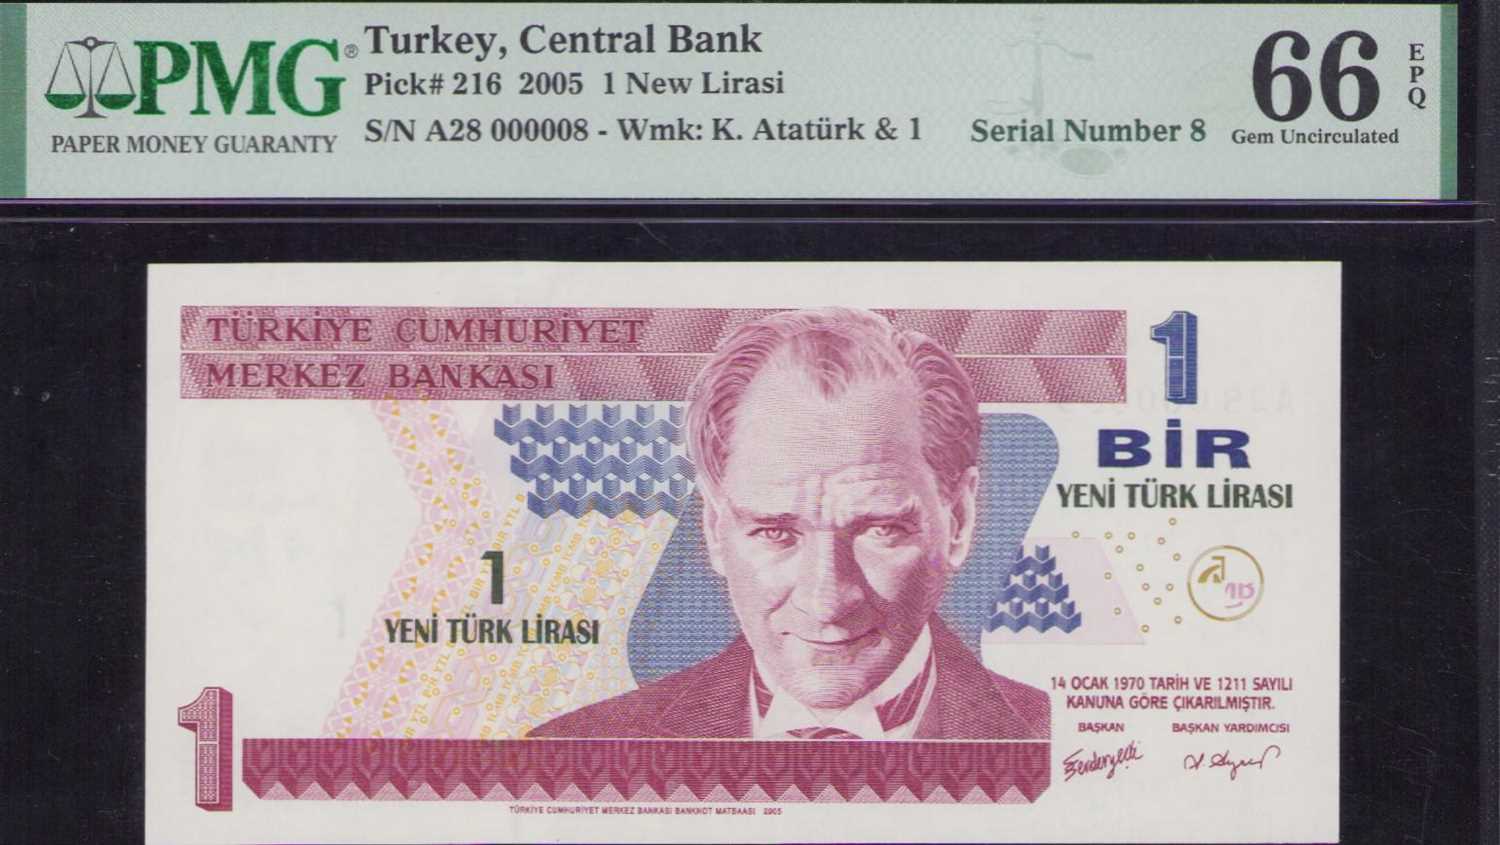 PMG®
PAPER MONEY GUARANTY
Turkey, Central Bank
Pick# 216 2005 1 New Lirasi
S/N A28 000008 - Wmk: K. Atatürk & 1
Serial Number 8
66
EPQ
Gem Uncirculated
TÜRKİYE CUMHURİYET
MERKEZ BANKASI
1
BİR
YENİ TÜRK LİRASI
1
YENİ TÜRK LİRASI
14 OCAK 1970 TARİH VE 1211 SAYILI
KANUNA GÖRE ÇIKARILMIŞTIR.
BAŞKAN BAŞKAN YARDIMCISI
1
TÜRKİYE CUMHURİYET MERKEZ BANKASI BANKNOT MATBAASI 2005